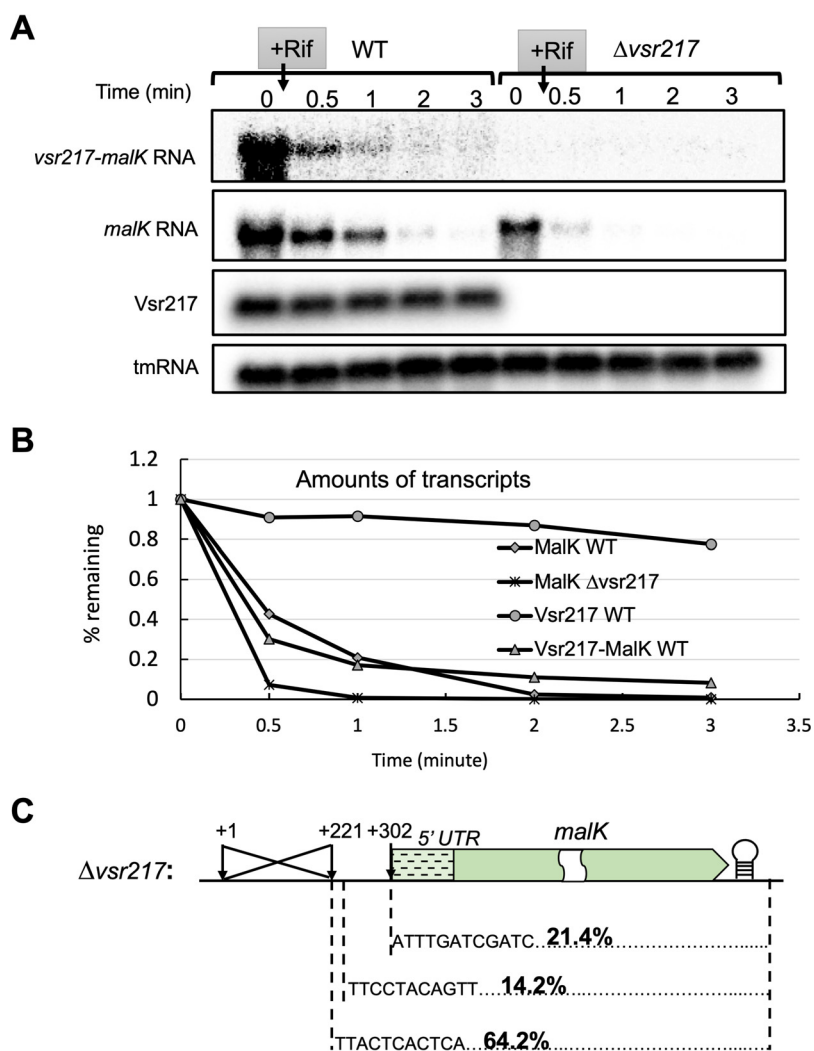 A
+Rif WT +Rif Δvsr217
Time (min) 0 0.5 1 2 3 0 0.5 1 2 3
vsr217-malK RNA
malK RNA
Vsr217
tmRNA
B
Amounts of transcripts
% remaining
1.2
1
0.8
0.6
0.4
0.2
0
MalK WT
MalK Δvsr217
Vsr217 WT
Vsr217-MalK WT
0 0.5 1 1.5 2 2.5 3 3.5
Time (minute)
C
+1 +221 +302 5' UTR malK
Δvsr217:
ATTTGATCGATC 21.4%
TTCCTACAGTT 14.2%
TTACTCACTCA 64.2%